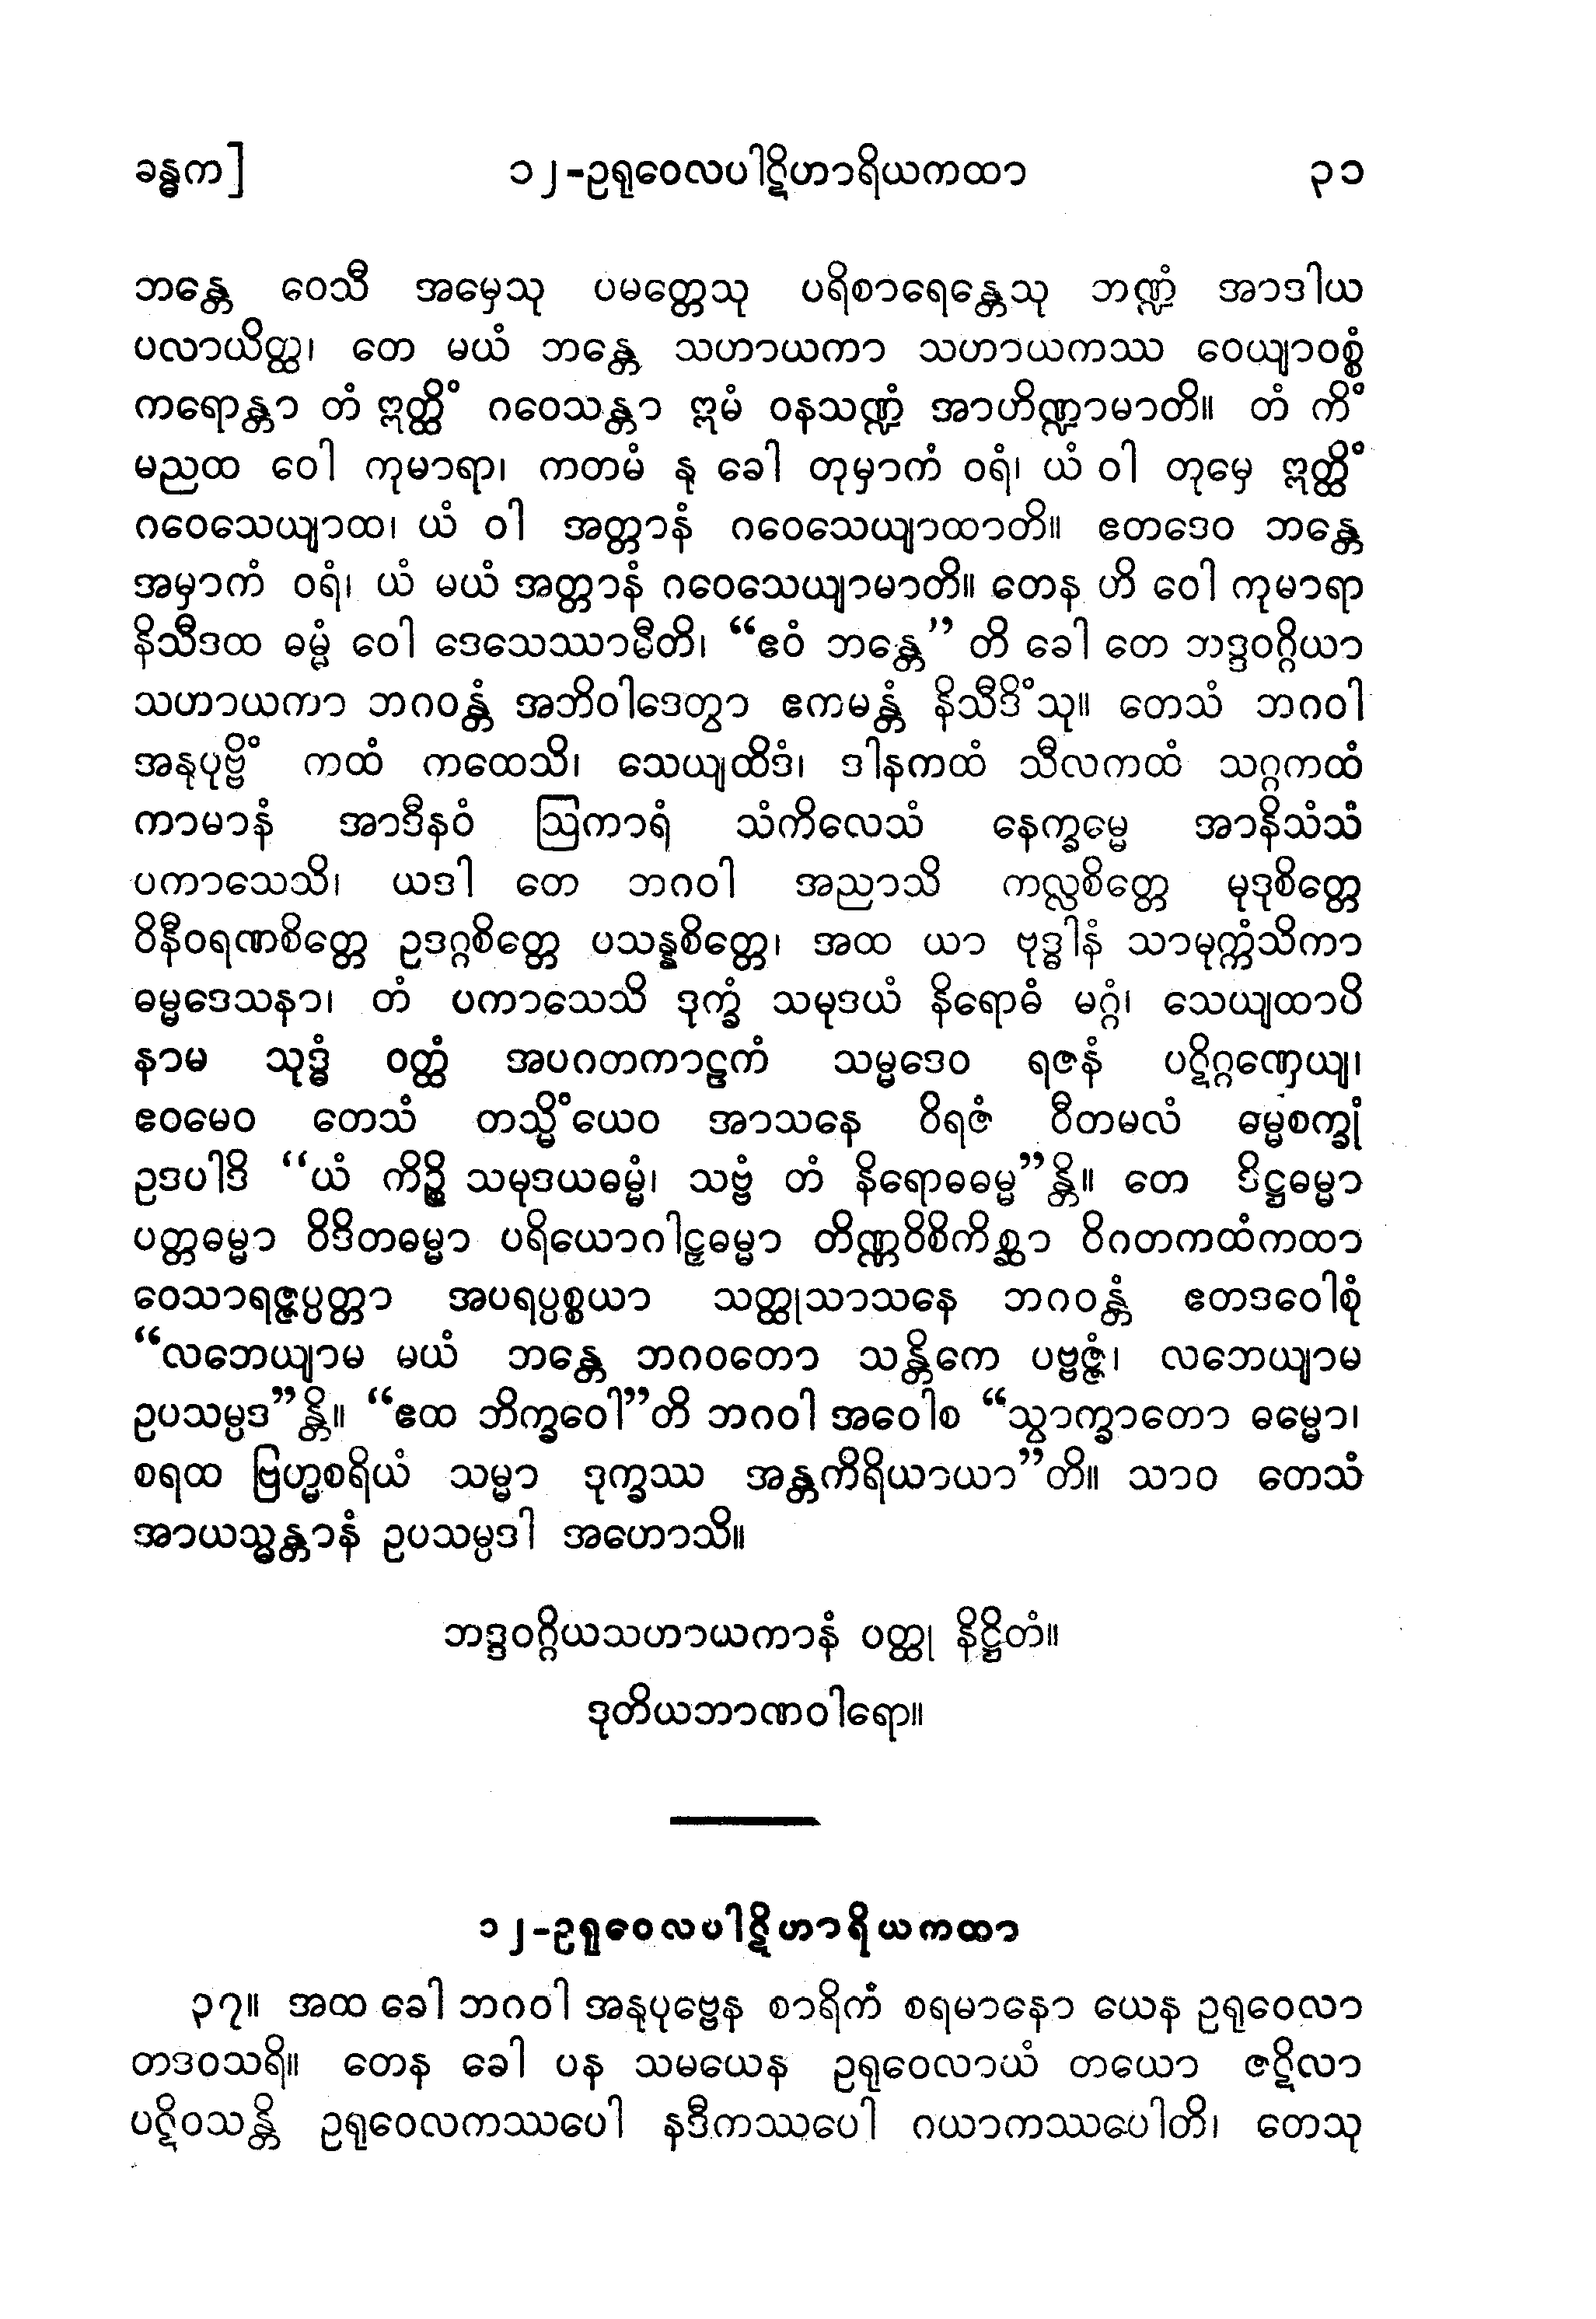 ခန္ဓက] ၁၂-ဥရုဝေလပါဋိဟာရိယကထာ ၃၁
ဘန္တေ ဝေသီ အမှေသု ပမတ္တေသု ပရိစာရေန္တေသု ဘဏ္ဍံ အာဒါယ
ပလာယိတ္ထ၊ တေ မယံ ဘန္တေ သဟာယကာ သဟာယကဿ ဝေယျာဝစ္စံ
ကရောန္တာ တံ ဣတ္ထိံ ဂဝေသန္တာ ဣမံ ဝနသဏ္ဍံ အာဟိဏ္ဍာမာတိ။ တံ ကိံ
မညထ ဝေါ ကုမာရာ၊ ကတမံ နု ခေါ တုမှာကံ ဝရံ၊ ယံ ဝါ တုမှေ ဣတ္ထိံ
ဂဝေသေယျာထ၊ ယံ ဝါ အတ္တာနံ ဂဝေသေယျာထာတိ။ ဧတဒေဝ ဘန္တေ
အမှာကံ ဝရံ၊ ယံ မယံ အတ္တာနံ ဂဝေသေယျာမာတိ။ တေန ဟိ ဝေါ ကုမာရာ
နိသီဒထ ဓမ္မံ ဝေါ ဒေသေဿာမီတိ၊ “ဧဝံ ဘန္တေ” တိ ခေါ တေ ဘဒ္ဒဝဂ္ဂိယာ
သဟာယကာ ဘဂဝန္တံ အဘိဝါဒေတွာ ဧကမန္တံ နိသီဒိံသု။ တေသံ ဘဂဝါ
အနုပုဗ္ဗိံ ကထံ ကထေသိ၊ သေယျထိဒံ၊ ဒါနကထံ သီလကထံ သဂ္ဂကထံ
ကာမာနံ အာဒီနဝံ ဩကာရံ သံကိလေသံ နေက္ခမ္မေ အာနိသံသံ
ပကာသေသိ၊ ယဒါ တေ ဘဂဝါ အညာသိ ကလ္လစိတ္တေ မုဒုစိတ္တေ
ဝိနီဝရဏစိတ္တေ ဥဒဂ္ဂစိတ္တေ ပသန္နစိတ္တေ၊ အထ ယာ ဗုဒ္ဓါနံ သာမုက္ကံသိကာ
ဓမ္မဒေသနာ၊ တံ ပကာသေသိ ဒုက္ခံ သမုဒယံ နိရောဓံ မဂ္ဂံ၊ သေယျထာပိ
နာမ သုဒ္ဓံ ဝတ္ထံ အပဂတကာဠကံ သမ္မဒေဝ ရဇနံ ပဋိဂ္ဂဏှေယျ၊
ဧဝမေဝ တေသံ တသ္မိံယေဝ အာသနေ ဝိရဇံ ဝီတမလံ ဓမ္မစက္ခုံ
ဥဒပါဒိ “ယံ ကိဉ္စိ သမုဒယဓမ္မံ၊ သဗ္ဗံ တံ နိရောဓဓမ္မ”န္တိ။ တေ ဒိဋ္ဌဓမ္မာ
ပတ္တဓမ္မာ ဝိဒိတဓမ္မာ ပရိယောဂါဠှဓမ္မာ တိဏ္ဏဝိစိကိစ္ဆာ ဝိဂတကထံကထာ
ဝေသာရဇ္ဇပ္ပတ္တာ အပရပ္ပစ္စယာ သတ္ထုသာသနေ ဘဂဝန္တံ ဧတဒဝေါစုံ
“လဘေယျာမ မယံ ဘန္တေ ဘဂဝတော သန္တိကေ ပဗ္ဗဇ္ဇံ၊ လဘေယျာမ
ဥပသမ္ပဒ”န္တိ။ “ဧထ ဘိက္ခဝေါ”တိ ဘဂဝါ အဝေါစ “သွာက္ခာတော ဓမ္မော၊
စရထ ဗြဟ္မစရိယံ သမ္မာ ဒုက္ခဿ အန္တကိရိယာယာ”တိ။ သာဝ တေသံ
အာယသ္မန္တာနံ ဥပသမ္ပဒါ အဟောသိ။
ဘဒ္ဒဝဂ္ဂိယသဟာယကာနံ ဝတ္ထု နိဋ္ဌိတံ။
ဒုတိယဘာဏဝါရော။
၁၂-ဥရုဝေလပါဋိဟာရိယကထာ
၃၇။ အထ ခေါ ဘဂဝါ အနုပုဗ္ဗေန စာရိကံ စရမာနော ယေန ဥရုဝေလာ
တဒဝသရိ။ တေန ခေါ ပန သမယေန ဥရုဝေလာယံ တယော ဇဋိလာ
ပဋိဝသန္တိ ဥရုဝေလကဿပေါ နဒီကဿပေါ ဂယာကဿပေါတိ၊ တေသု